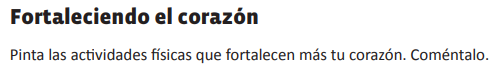 Fortaleciendo el corazón
Pinta las actividades físicas que fortalecen más tu corazón. Coméntalo.